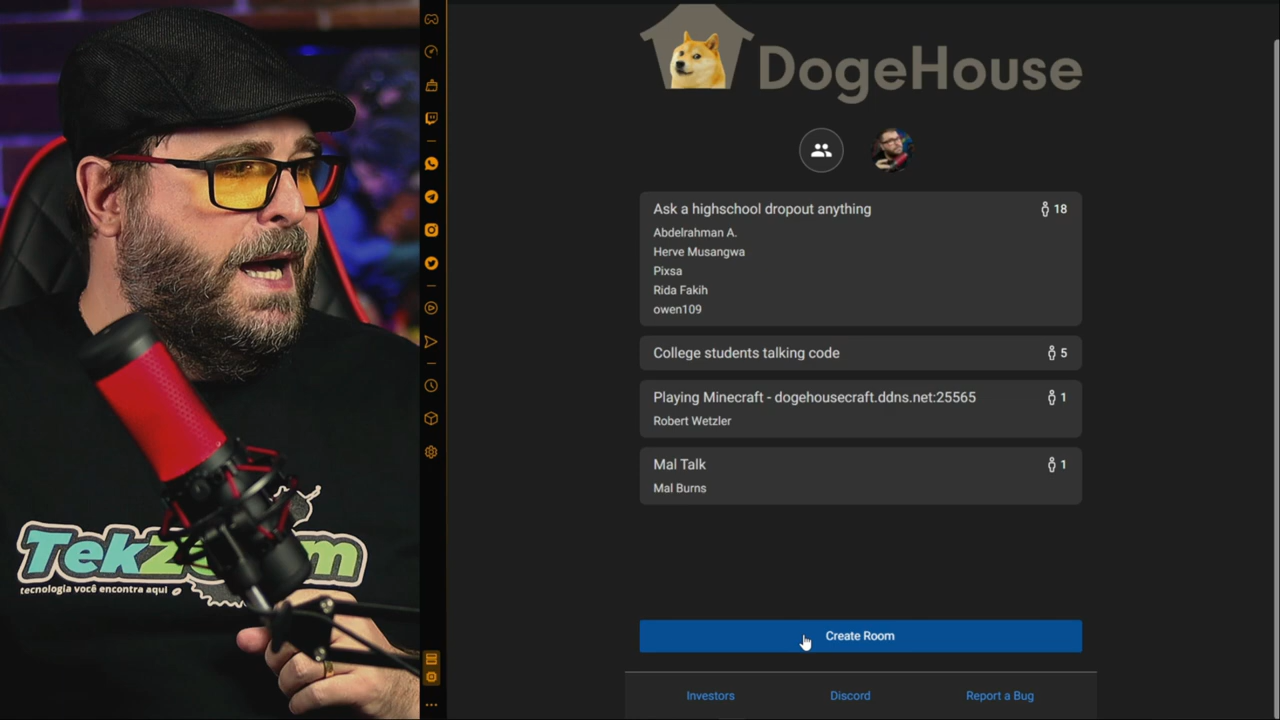 DogeHouse
Ask a highschool dropout anything
18
Abdelrahman A.
Herve Musangwa
Pixsa
Rida Fakih
owen109
College students talking code
5
Playing Minecraft - dogehousecraft.ddns.net:25565
1
Robert Wetzler
Mal Talk
1
Mal Burns
Create Room
Investors
Discord
Report a Bug
tecnologia você encontra aqui